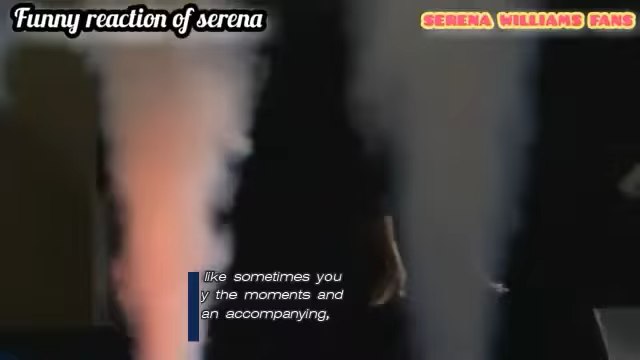 Funny reaction of serena
SERENA WILLIAMS FANS
like sometimes you
y the moments and
an accompanying,